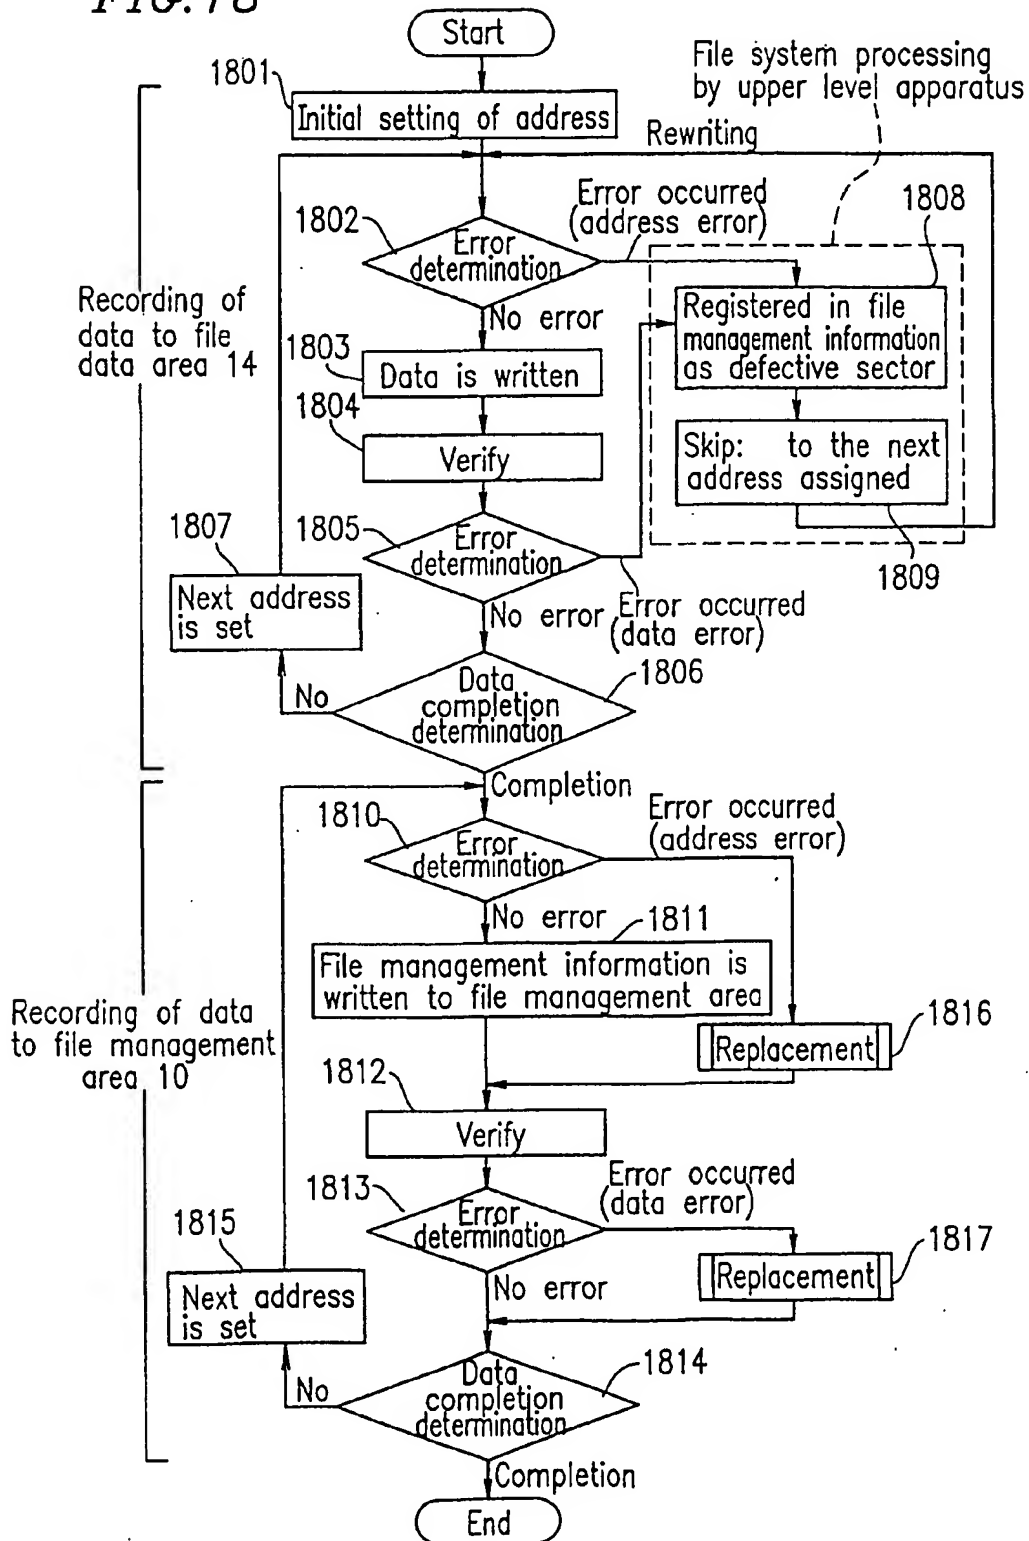 FIG. 18
Start
File system processing
by upper level apparatus
1801
Initial setting of address
Rewriting
Error occurred
(address error)
1808
1802
Error
determination
Recording of
data to file
data area 14
No error
Registered in file
management information
as defective sector
1803
Data is written
1804
Verify
Skip: to the next
address assigned
1807
1805
Error
determination
1809
Next address
is set
No error
Error occurred
(data error)
1806
No
Data
completion
determination
Completion
1810
Error occurred
(address error)
Error
determination
No error
1811
File management information is
written to file management area
Recording of data
to file management
area 10
1816
Replacement
1812
Verify
Error occurred
(data error)
1813
Error
determination
1815
1817
Replacement
Next address
is set
No error
1814
No
Data
completion
determination
Completion
End